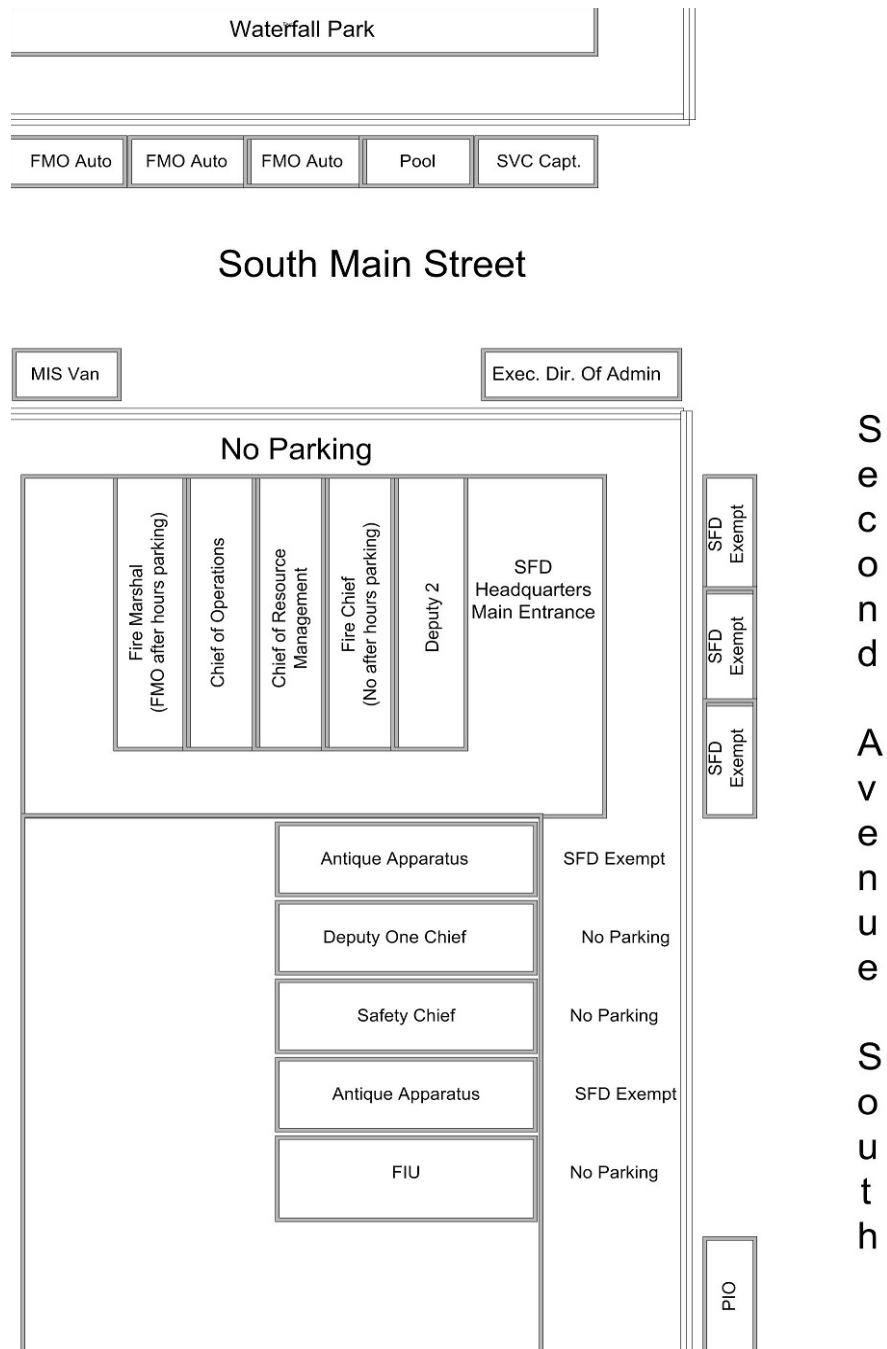 Waterfall Park
FMO Auto
FMO Auto
FMO Auto
Pool
SVC Capt.
South Main Street
MIS Van
Exec. Dir. Of Admin
No Parking
Fire Marshal
(FMO after hours parking)
Chief of Operations
Chief of Resource
Management
Fire Chief
(No after hours parking)
Deputy 2
SFD
Headquarters
Main Entrance
SFD
Exempt
SFD
Exempt
SFD
Exempt
Second Avenue South
Antique Apparatus
SFD Exempt
Deputy One Chief
No Parking
Safety Chief
No Parking
Antique Apparatus
SFD Exempt
FIU
No Parking
PIO